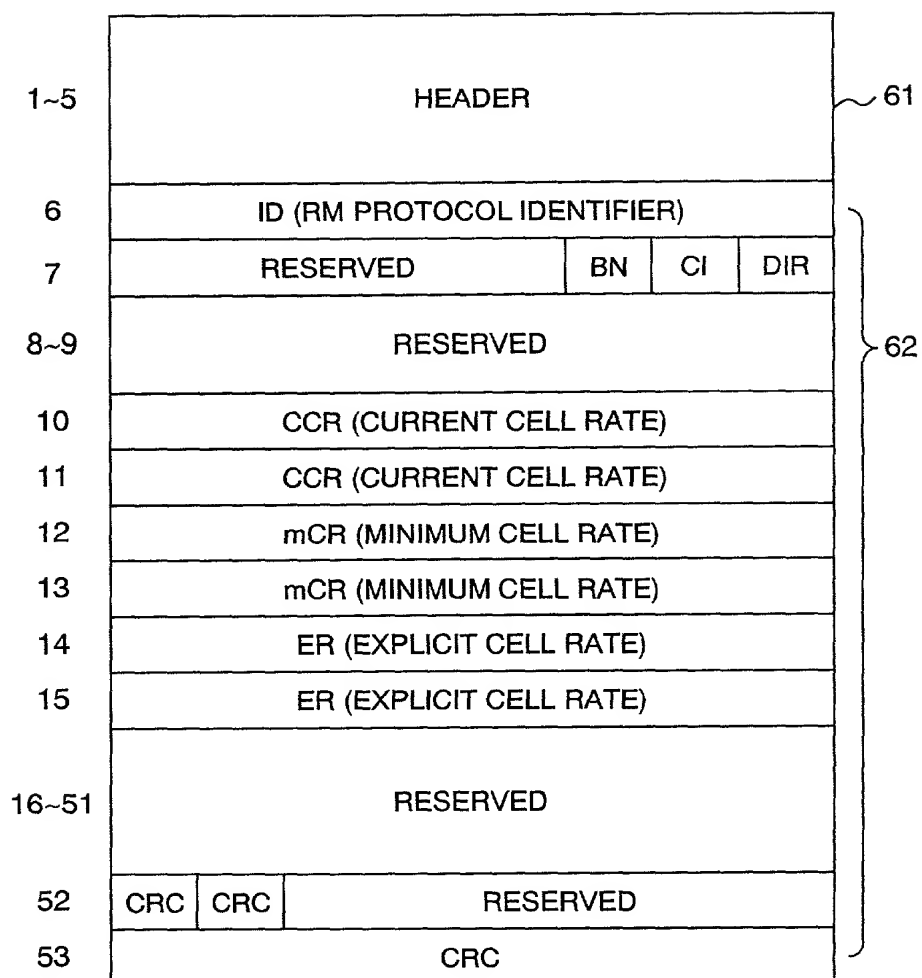 1~5 HEADER 61
6 ID (RM PROTOCOL IDENTIFIER)
7 RESERVED BN CI DIR
8~9 RESERVED 62
10 CCR (CURRENT CELL RATE)
11 CCR (CURRENT CELL RATE)
12 mCR (MINIMUM CELL RATE)
13 mCR (MINIMUM CELL RATE)
14 ER (EXPLICIT CELL RATE)
15 ER (EXPLICIT CELL RATE)
16~51 RESERVED
52 CRC CRC RESERVED
53 CRC